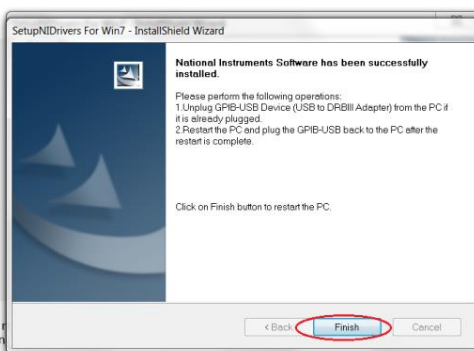 SetupNIDrivers For Win7 - InstallShield Wizard
National Instruments Software has been successfully
installed.
Please perform the following operations:
1.Unplug GPIB-USB Device (USB to DRBIII Adapter) from the PC if
it is already plugged.
2.Restart the PC and plug the GPIB-USB back to the PC after the
restart is complete.
Click on Finish button to restart the PC.
< Back
Finish
Cancel